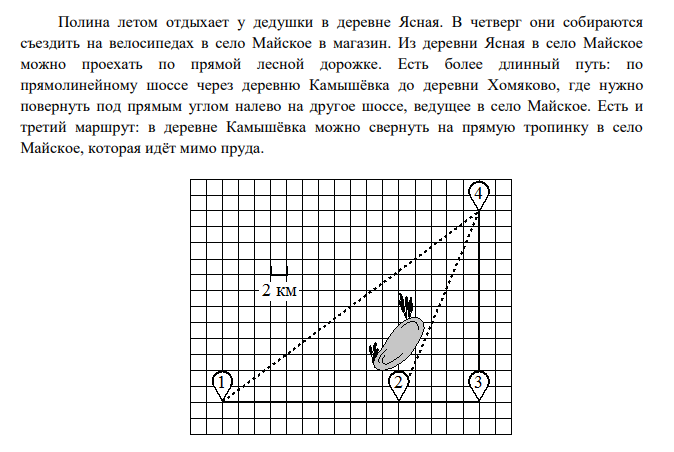 Полина летом отдыхает у дедушки в деревне Ясная. В четверг они собираются
съездить на велосипедах в село Майское в магазин. Из деревни Ясная в село Майское
можно проехать по прямой лесной дорожке. Есть более длинный путь: по
прямолинейному шоссе через деревню Камышёвка до деревни Хомяково, где нужно
повернуть под прямым углом налево на другое шоссе, ведущее в село Майское. Есть и
третий маршрут: в деревне Камышёвка можно свернуть на прямую тропинку в село
Майское, которая идёт мимо пруда.
4
2 км
1 2 3